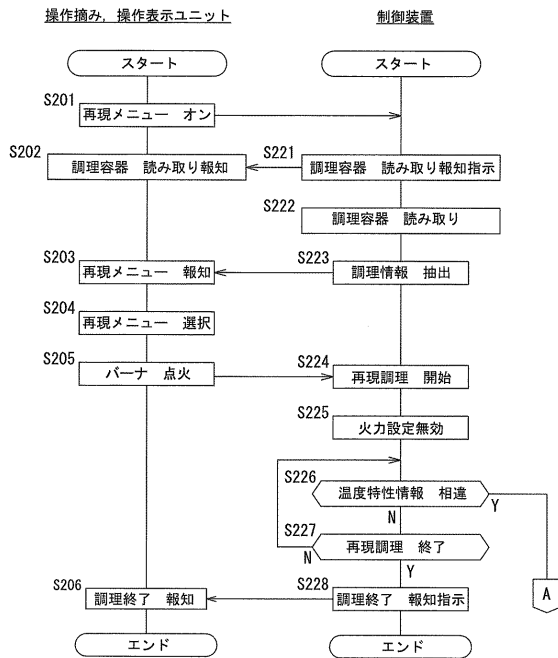 操作摘み，操作表示ユニット
制御装置
スタート
スタート
S201
再現メニュー オン
S202
調理容器 読み取り報知
S221
調理容器 読み取り報知指示
S222
調理容器 読み取り
S203
再現メニュー 報知
S223
調理情報 抽出
S204
再現メニュー 選択
S205
バーナ 点火
S224
再現調理 開始
S225
火力設定無効
S226
温度特性情報 相違
Y
N
S227
再現調理 終了
N
Y
A
S206
調理終了 報知
S228
調理終了 報知指示
エンド
エンド